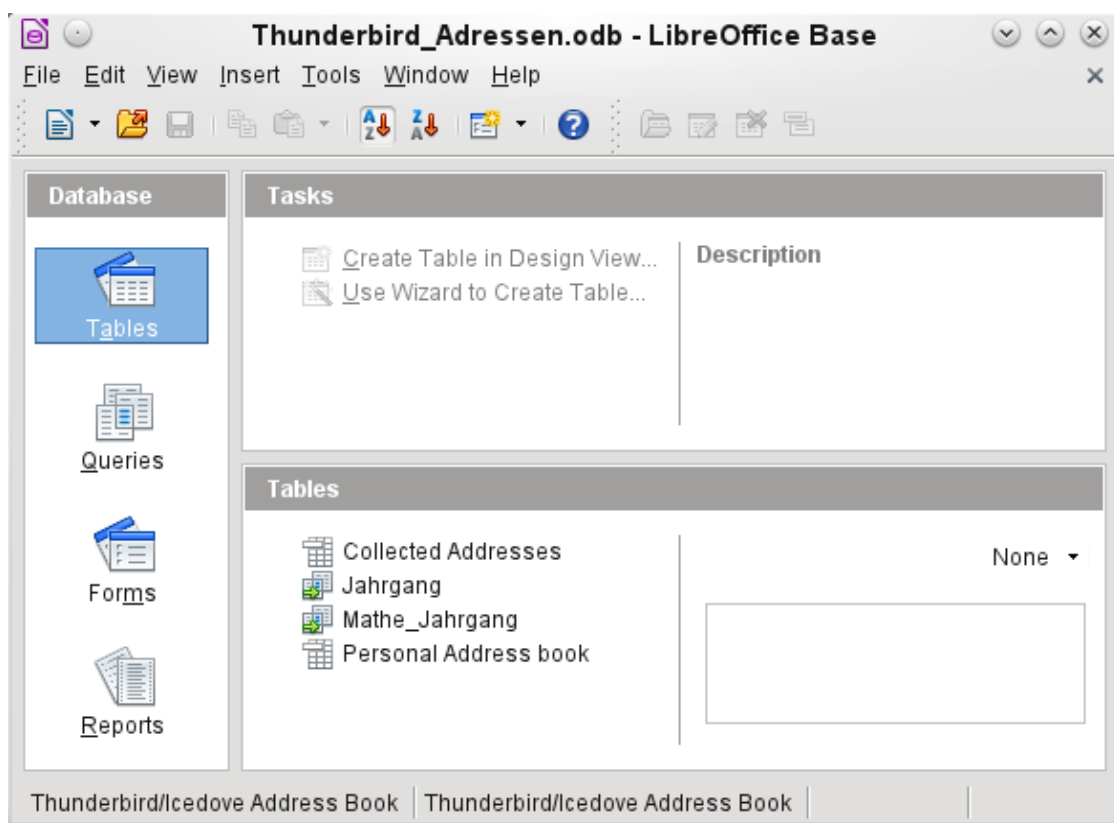 Thunderbird_Adressen.odb - LibreOffice Base
File Edit View Insert Tools Window Help
Database
Tables
Queries
Forms
Reports
Tasks
Create Table in Design View...
Use Wizard to Create Table...
Description
Tables
Collected Addresses
Jahrgang
Mathe_Jahrgang
Personal Address book
None
Thunderbird/Icedove Address Book Thunderbird/Icedove Address Book